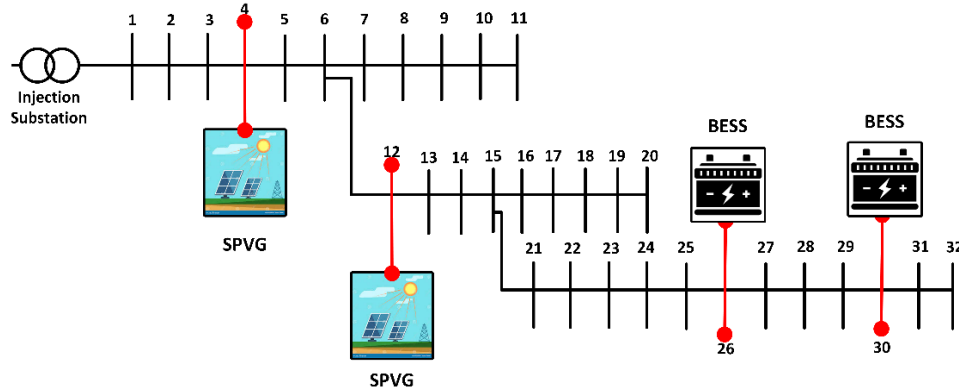 1 2 3 4 5 6 7 8 9 10 11
Injection
Substation
SPVG
12 13 14 15 16 17 18 19 20
BESS
BESS
SPVG
21 22 23 24 25 27 28 29 31 32
26
30